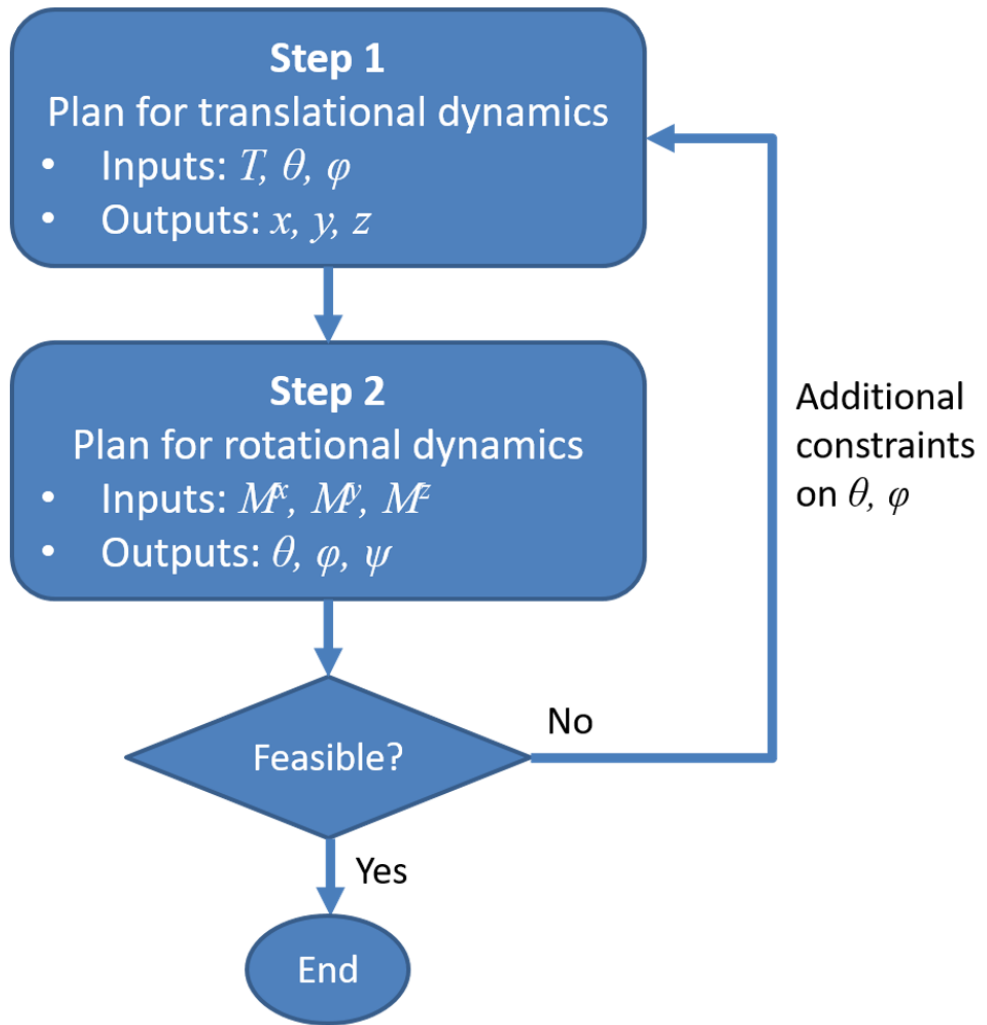 Step 1
Plan for translational dynamics
• Inputs: T, θ, φ
• Outputs: x, y, z
Step 2
Plan for rotational dynamics
• Inputs: Mˣ, Mʸ, Mᶻ
• Outputs: θ, φ, ψ
Additional
constraints
on θ, φ
Feasible?
No
Yes
End